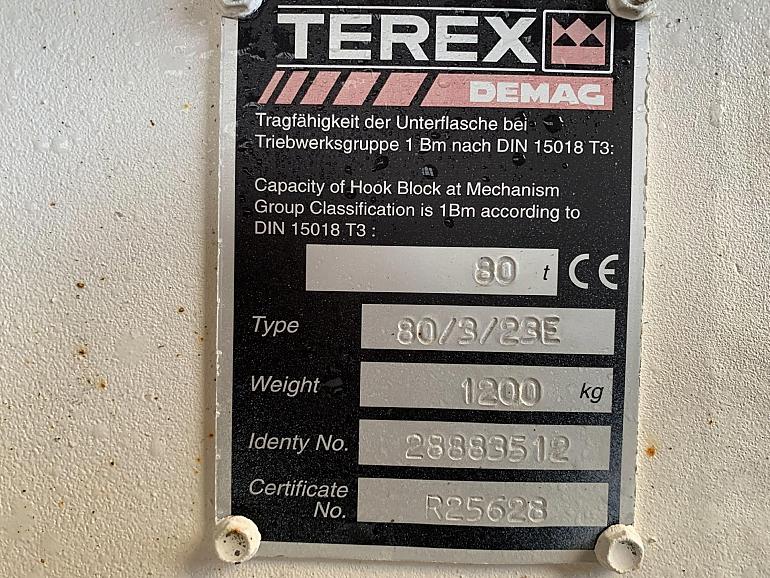 TEREX
DEMAG
Tragfähigkeit der Unterflasche bei
Triebwerksgruppe 1 Bm nach DIN 15018 T3:
Capacity of Hook Block at Mechanism
Group Classification is 1Bm according to
DIN 15018 T3 :
80 t CE
Type 80/3/23E
Weight 1200 kg
Identy No. 28883512
Certificate
No. R25628